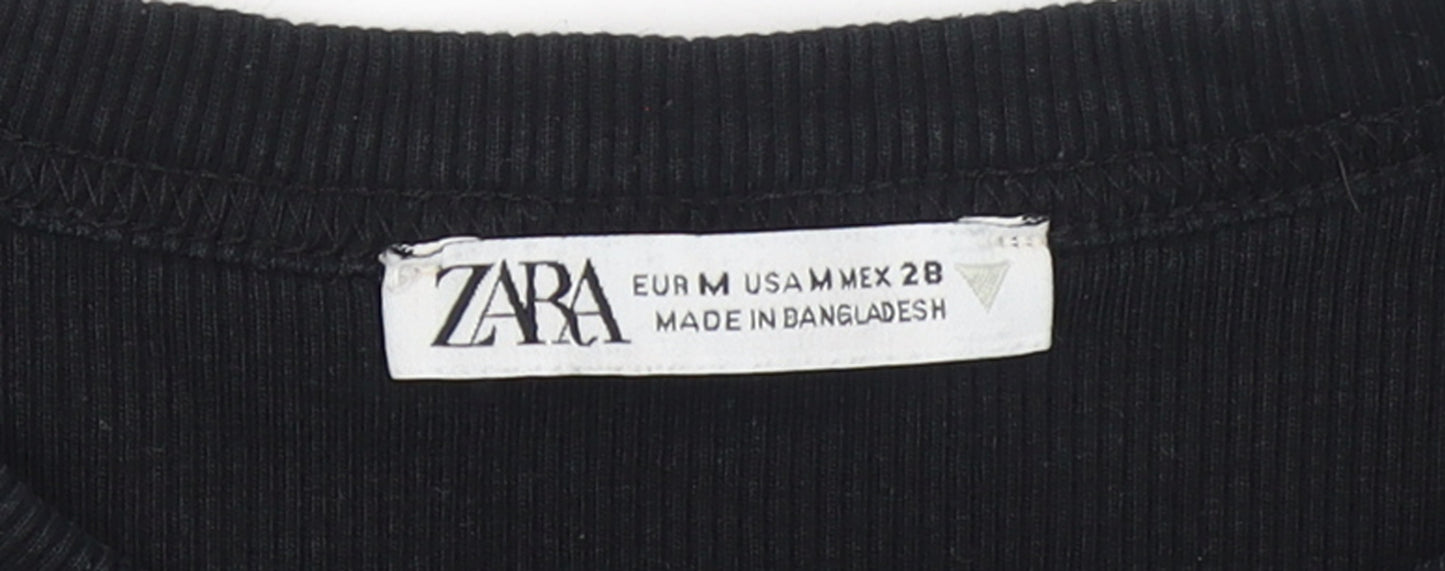 ZARA
EUR M USA M MEX 28
MADE IN BANGLADESH